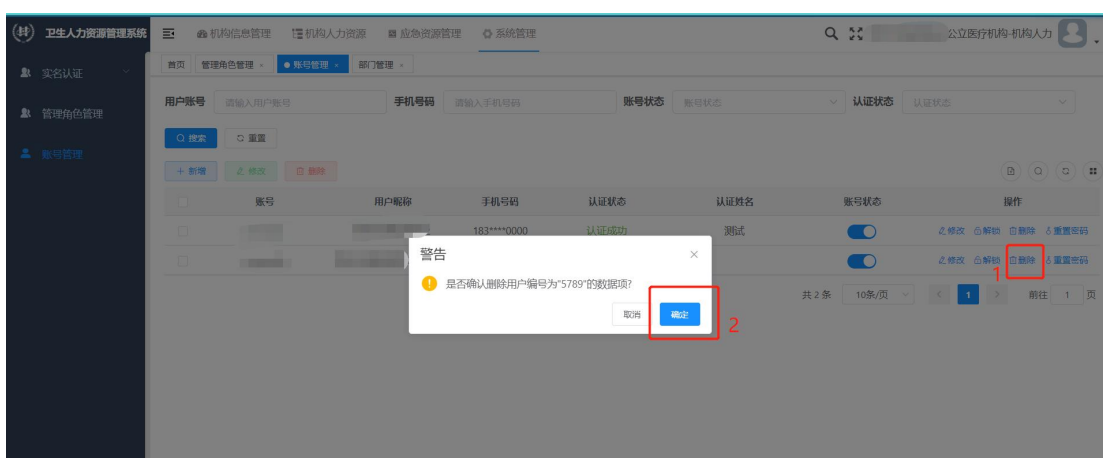 卫生人力资源管理系统 机构信息管理 机构人力资源 应急资源管理 系统管理 公立医疗机构-机构人力
实名认证
管理角色管理
账号管理
首页 管理角色管理 × 账号管理 × 部门管理 ×
用户账号 请输入用户账号 手机号码 请输入手机号码 账号状态 账号状态 认证状态 认证状态
搜索 重置
+ 新增 修改 删除
账号 用户昵称 手机号码 认证状态 认证姓名 账号状态 操作
183****0000 认证成功 测试 修改 解锁 删除 重置密码
修改 解锁 删除 重置密码
1
警告 ×
是否确认删除用户编号为"5789"的数据项?
取消 确定
2
共 2 条 10条/页 < 1 > 前往 1 页